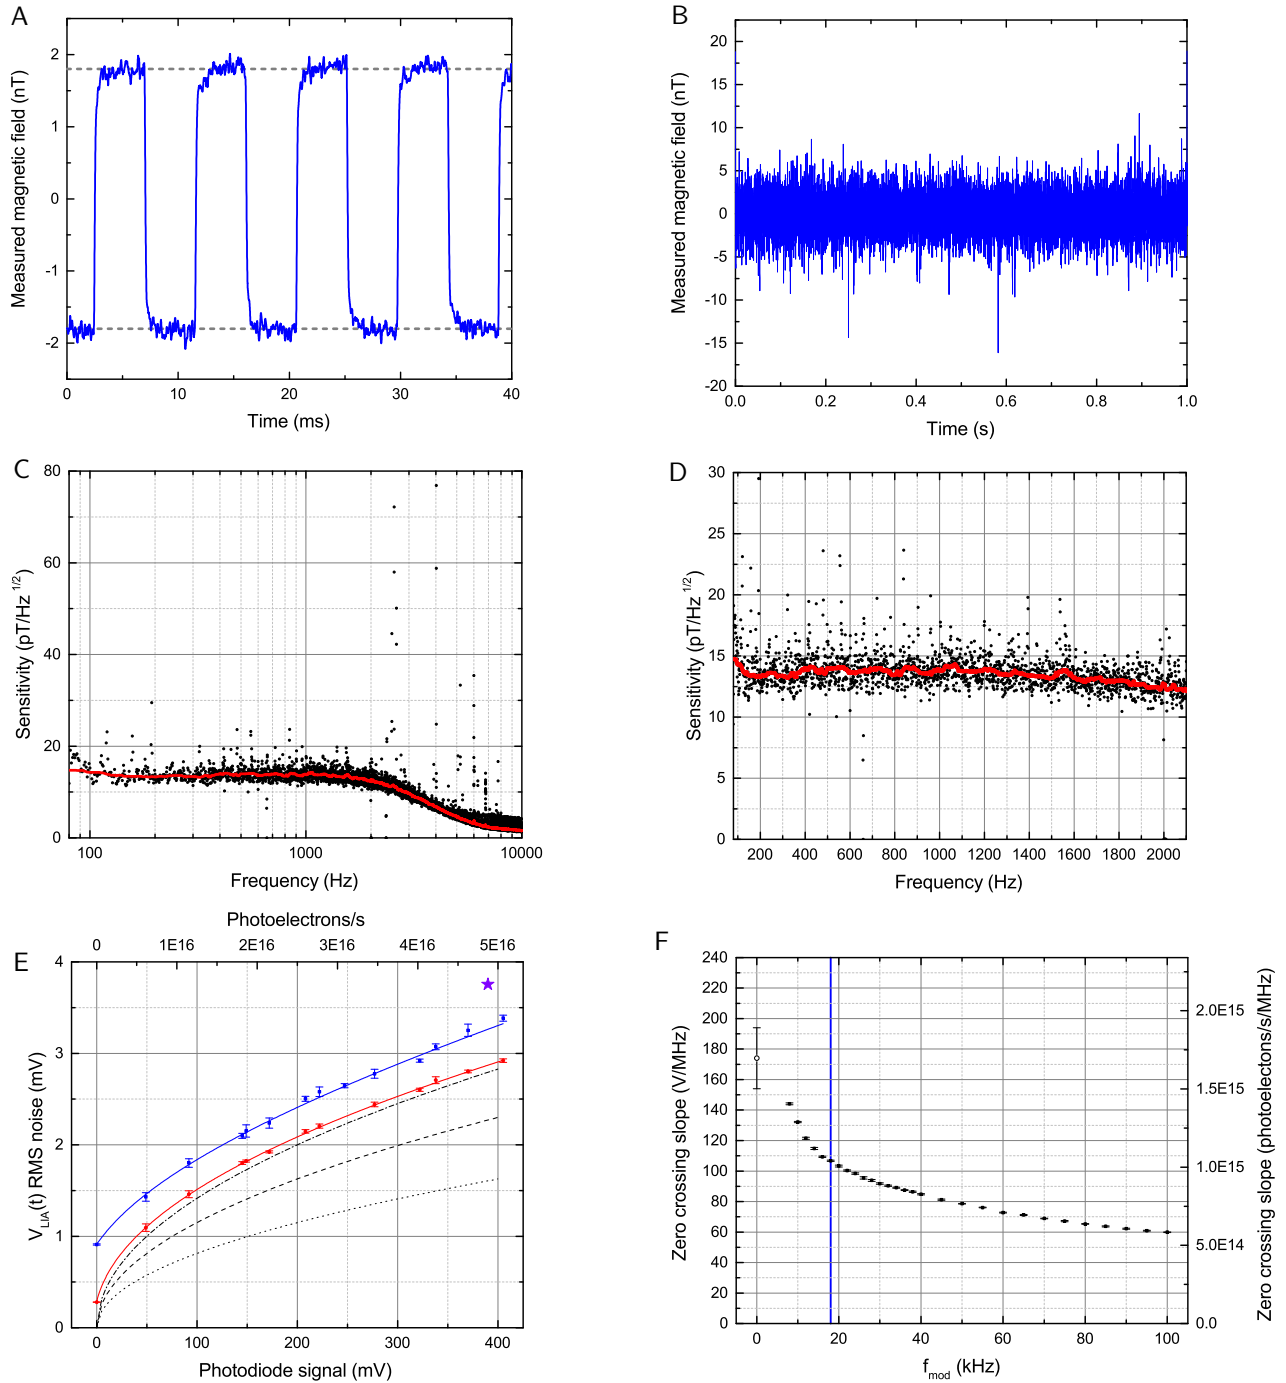 A
Measured magnetic field (nT)
2
1
0
-1
-2
0 10 20 30 40
Time (ms)
B
Measured magnetic field (nT)
20
15
10
5
0
-5
-10
-15
-20
0.0 0.2 0.4 0.6 0.8 1.0
Time (s)
C
Sensitivity (pT/Hz 1/2)
80
60
40
20
0
100 1000 10000
Frequency (Hz)
D
Sensitivity (pT/Hz 1/2)
30
25
20
15
10
5
0
200 400 600 800 1000 1200 1400 1600 1800 2000
Frequency (Hz)
E
Photoelectrons/s
0 1E16 2E16 3E16 4E16 5E16
V_LIA(t) RMS noise (mV)
4
3
2
1
0
0 100 200 300 400
Photodiode signal (mV)
F
Zero crossing slope (V/MHz)
240
220
200
180
160
140
120
100
80
60
40
20
0
0 20 40 60 80 100
f_mod (kHz)
2.0E15
1.5E15
1.0E15
5.0E14
0.0
Zero crossing slope (photoelectons/s/MHz)